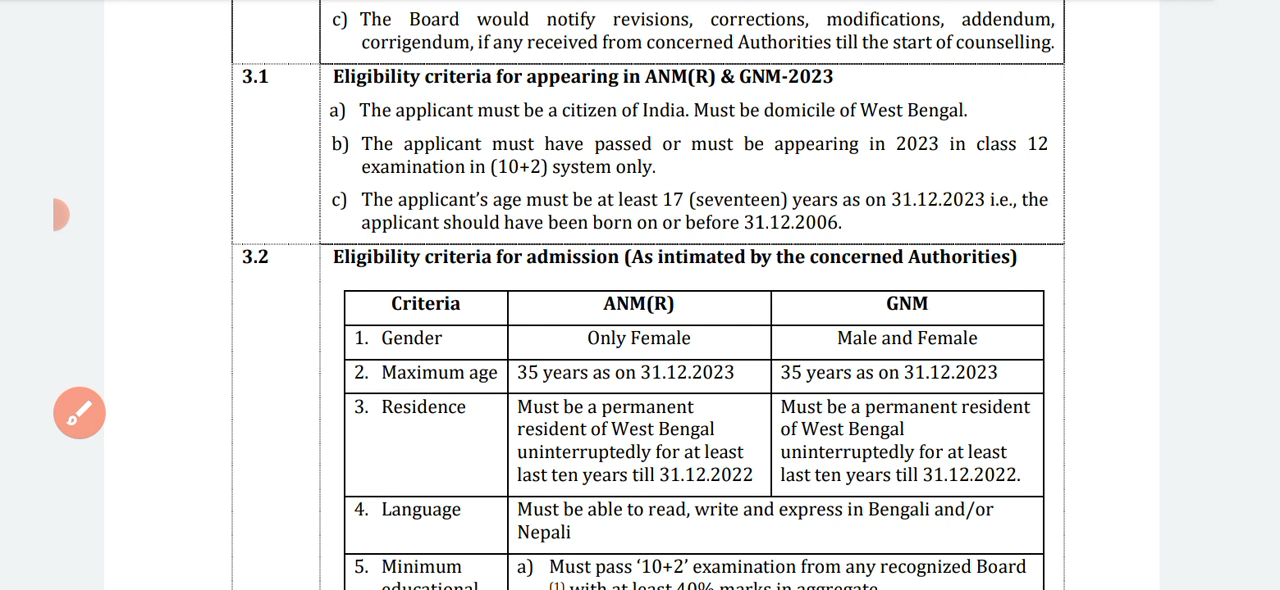 c) The Board would notify revisions, corrections, modifications, addendum,
corrigendum, if any received from concerned Authorities till the start of counselling.
3.1 Eligibility criteria for appearing in ANM(R) & GNM-2023
a) The applicant must be a citizen of India. Must be domicile of West Bengal.
b) The applicant must have passed or must be appearing in 2023 in class 12
examination in (10+2) system only.
c) The applicant’s age must be at least 17 (seventeen) years as on 31.12.2023 i.e., the
applicant should have been born on or before 31.12.2006.
3.2 Eligibility criteria for admission (As intimated by the concerned Authorities)
Criteria ANM(R) GNM
1. Gender Only Female Male and Female
2. Maximum age 35 years as on 31.12.2023 35 years as on 31.12.2023
3. Residence Must be a permanent Must be a permanent resident
resident of West Bengal of West Bengal
uninterruptedly for at least uninterruptedly for at least
last ten years till 31.12.2022 last ten years till 31.12.2022.
4. Language Must be able to read, write and express in Bengali and/or
Nepali
5. Minimum a) Must pass ‘10+2’ examination from any recognized Board
educational (1) with at least 40% marks in aggregate